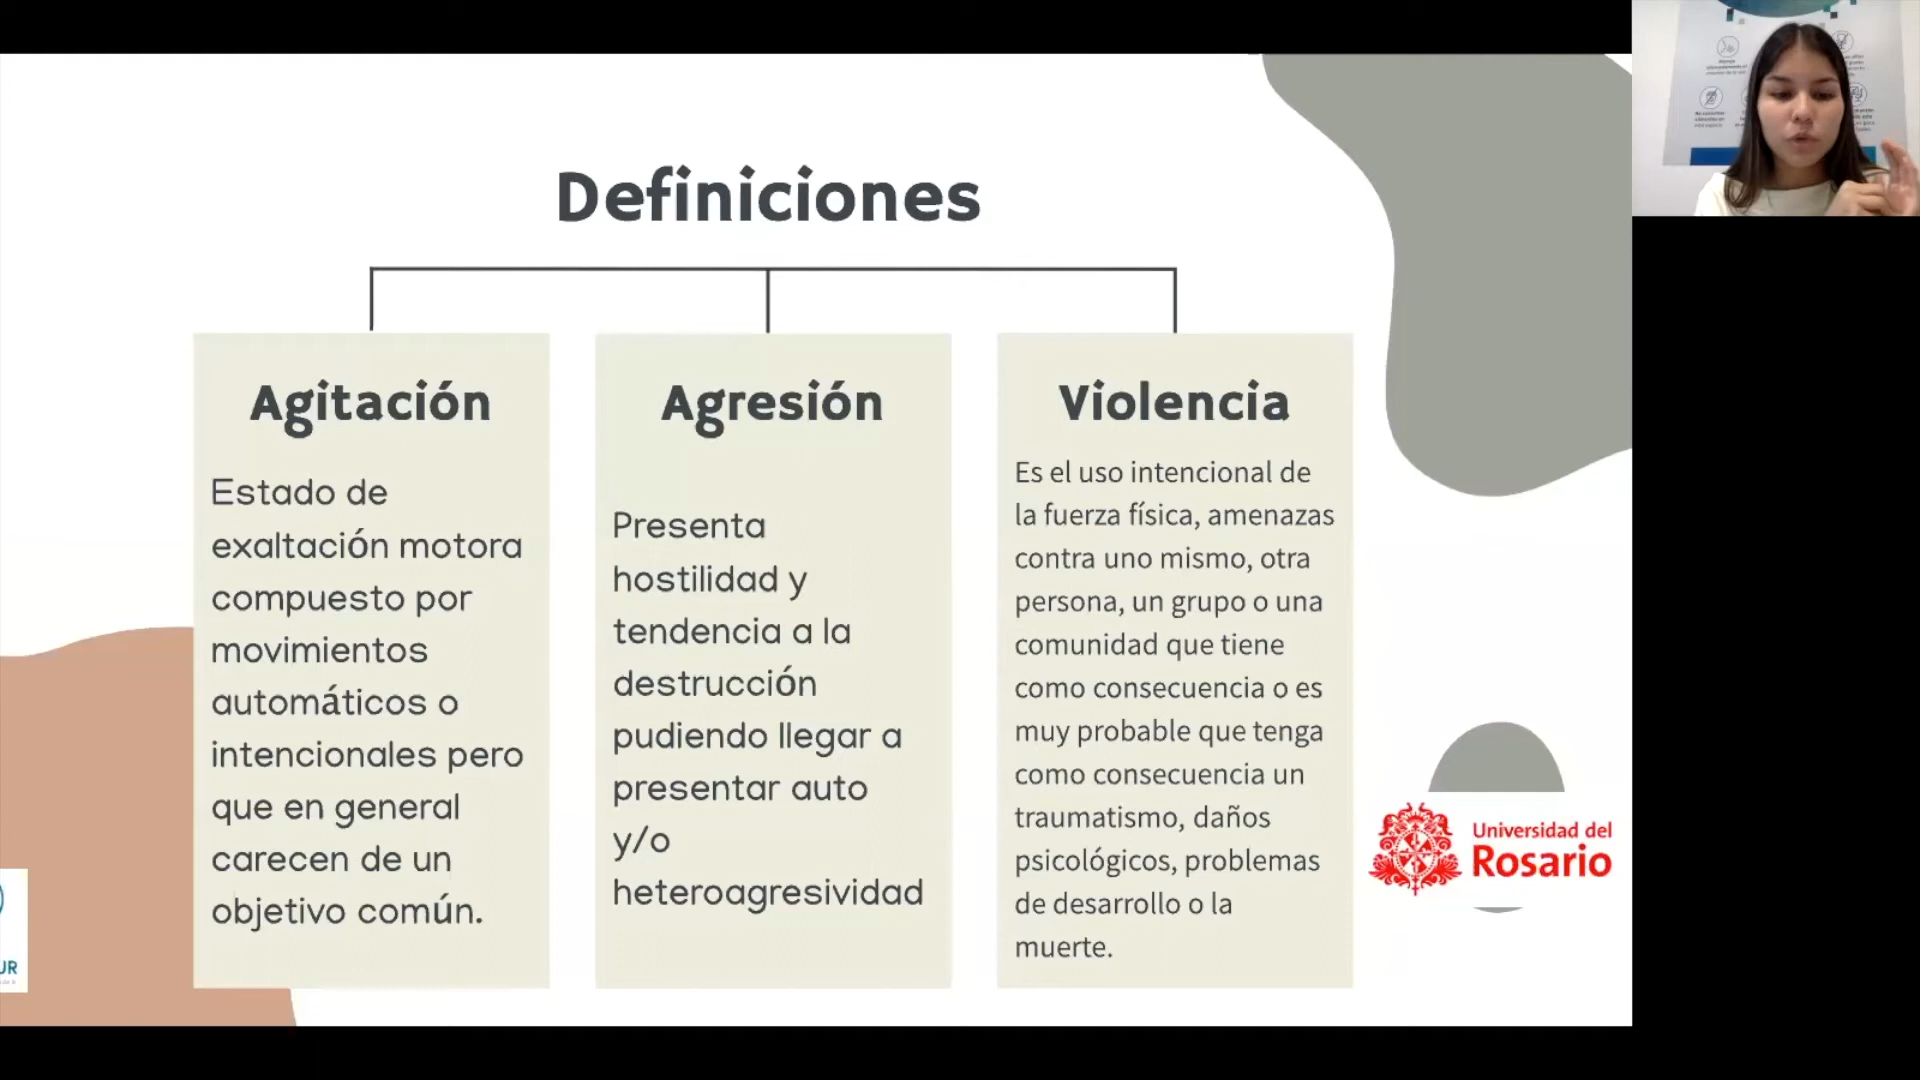 Definiciones
Agitación
Estado de
exaltación motora
compuesto por
movimientos
automáticos o
intencionales pero
que en general
carecen de un
objetivo común.
Agresión
Presenta
hostilidad y
tendencia a la
destrucción
pudiendo llegar a
presentar auto
y/o
heteroagresividad
Violencia
Es el uso intencional de
la fuerza física, amenazas
contra uno mismo, otra
persona, un grupo o una
comunidad que tiene
como consecuencia o es
muy probable que tenga
como consecuencia un
traumatismo, daños
psicológicos, problemas
de desarrollo o la
muerte.
Universidad del
Rosario
UR